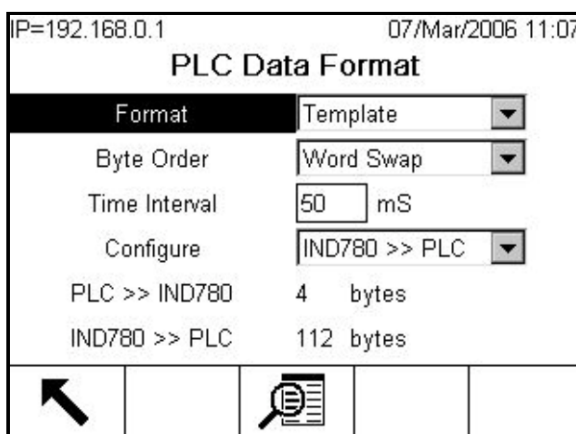 IP=192.168.0.1 07/Mar/2006 11:07
PLC Data Format
Format Template
Byte Order Word Swap
Time Interval 50 mS
Configure IND780 >> PLC
PLC >> IND780 4 bytes
IND780 >> PLC 112 bytes